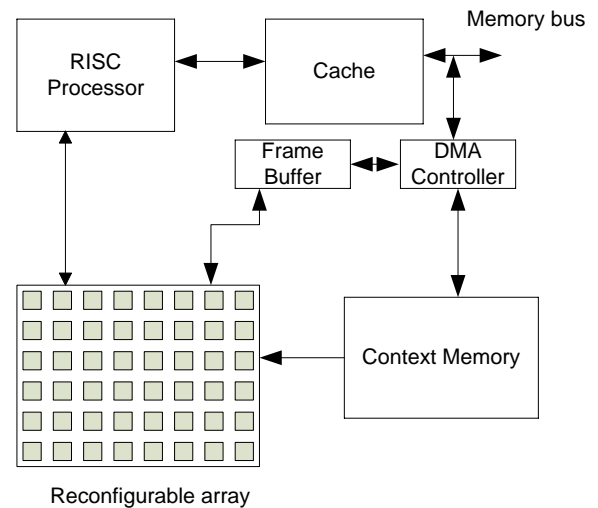 Memory bus
RISC
Processor
Cache
Frame
Buffer
DMA
Controller
Context Memory
Reconfigurable array